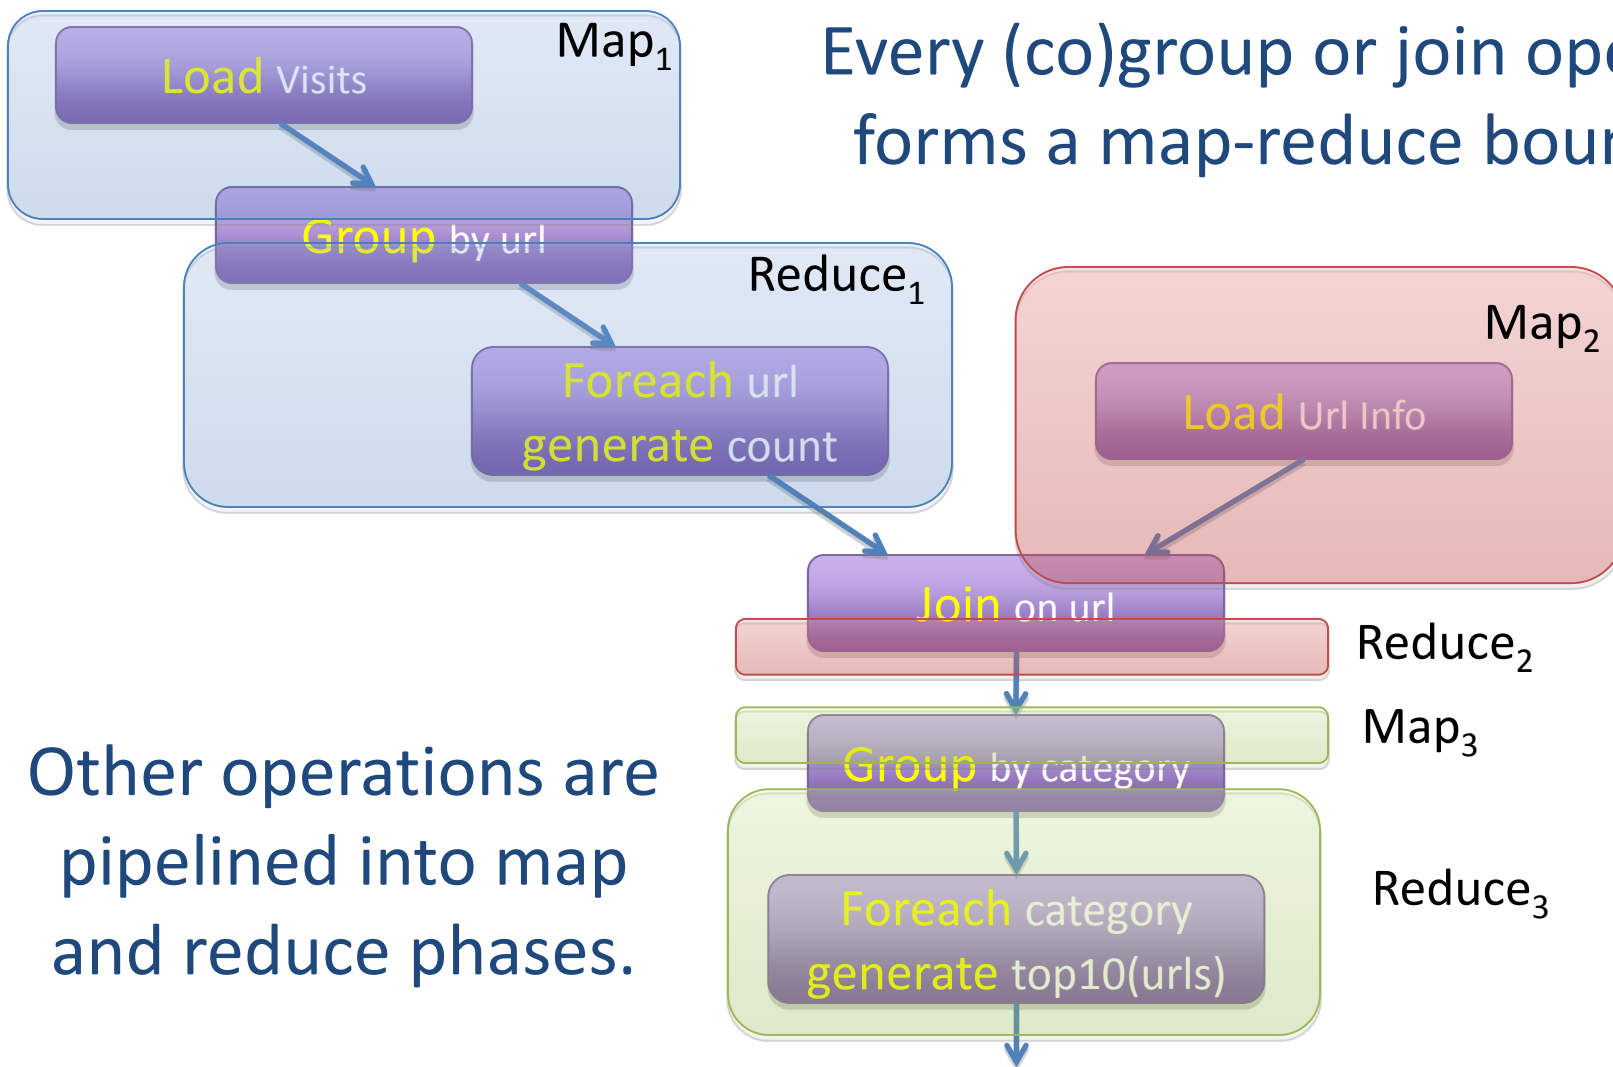 Map1
Load Visits
Every (co)group or join
forms a map-reduce
Group by url
Reduce1
Map2
Foreach url
generate count
Load Url Info
Join on url
Reduce2
Map3
Group by category
Other operations are
pipelined into map
and reduce phases.
Reduce3
Foreach category
generate top10(urls)